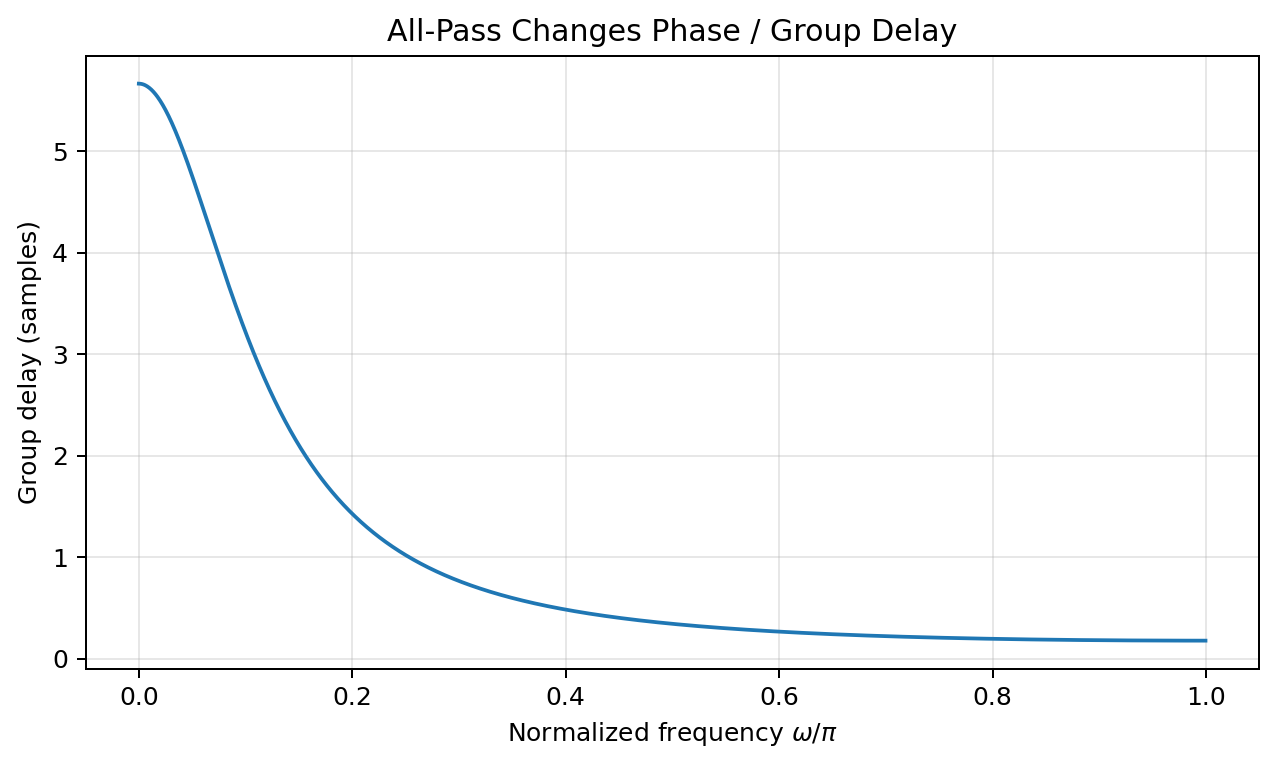 All-Pass Changes Phase / Group Delay
Group delay (samples)
5
4
3
2
1
0
0.0 0.2 0.4 0.6 0.8 1.0
Normalized frequency ω/π